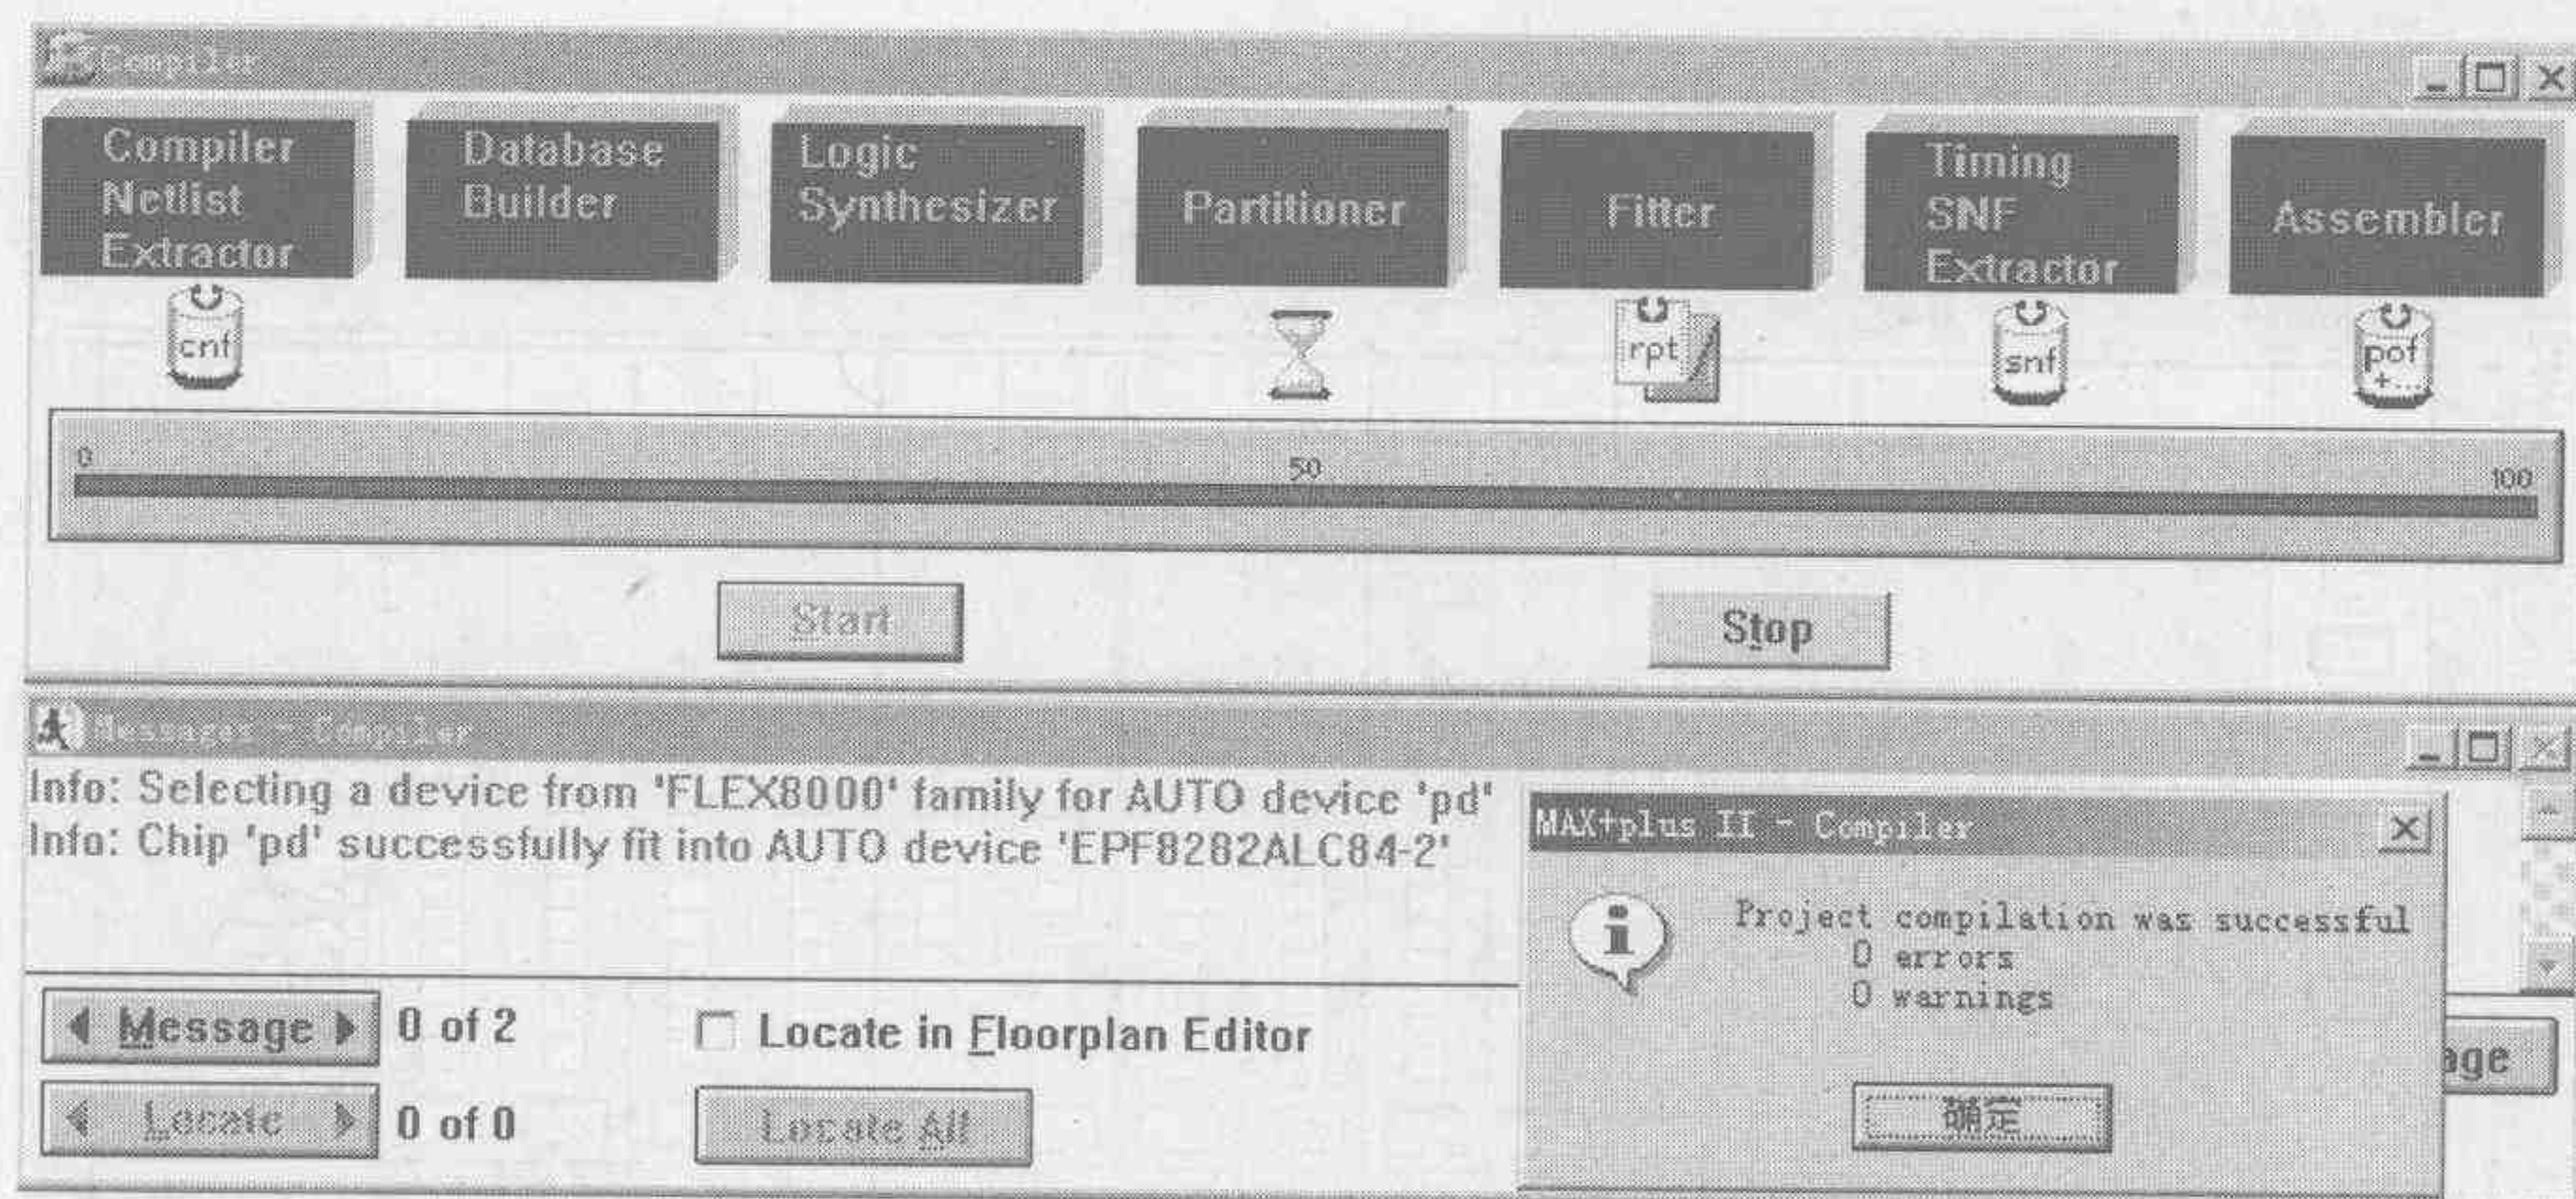 Compiler
Compiler
Netlist
Extractor
Database
Builder
Logic
Synthesizer
Partitioner
Fitter
Timing
SNF
Extractor
Assembler
cnf
rpt
snf
pof
+...
0
50
100
Start
Stop
Messages - Compiler
Info: Selecting a device from 'FLEX8000' family for AUTO device 'pd'
Info: Chip 'pd' successfully fit into AUTO device 'EPF8282ALC84-2'
MAX+plus II - Compiler
Project compilation was successful
0 errors
0 warnings
确定
Message
0 of 2
Locate in Floorplan Editor
Locate
0 of 0
Locate All
age